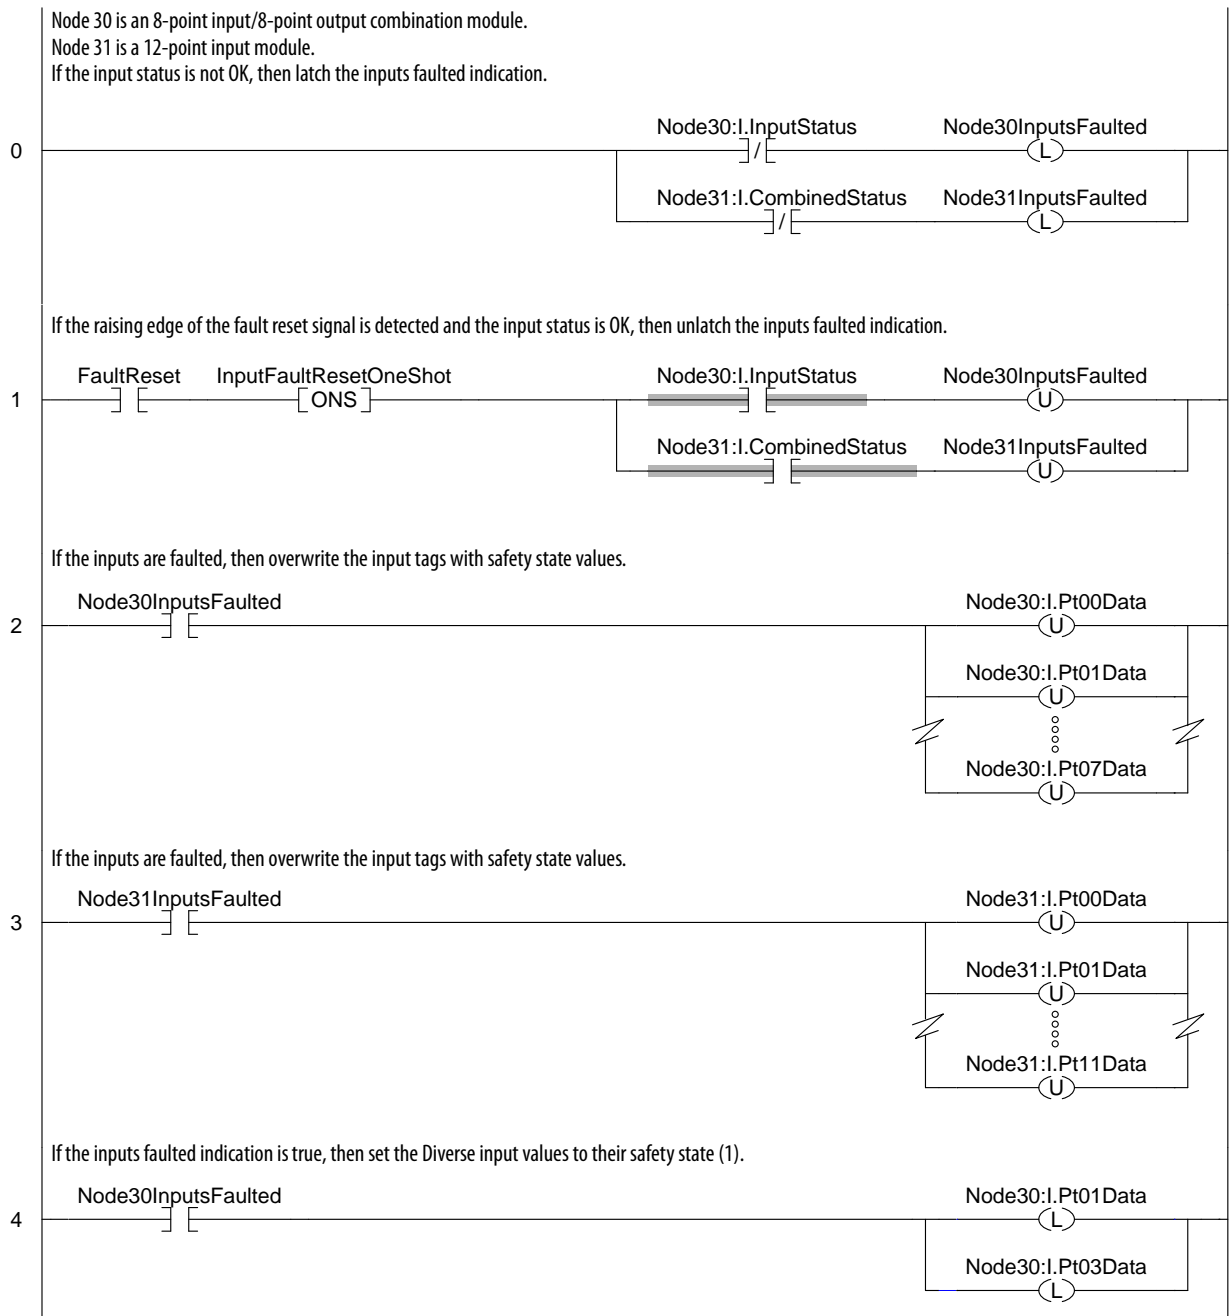 Node 30 is an 8-point input/8-point output combination module.
Node 31 is a 12-point input module.
If the input status is not OK, then latch the inputs faulted indication.
Node30:I.InputStatus Node30InputsFaulted
0 / L
Node31:I.CombinedStatus Node31InputsFaulted
/ L
If the raising edge of the fault reset signal is detected and the input status is OK, then unlatch the inputs faulted indication.
FaultReset InputFaultResetOneShot Node30:I.InputStatus Node30InputsFaulted
1 ONS U
Node31:I.CombinedStatus Node31InputsFaulted
U
If the inputs are faulted, then overwrite the input tags with safety state values.
Node30InputsFaulted Node30:I.Pt00Data
2 U
Node30:I.Pt01Data
U
Node30:I.Pt07Data
U
If the inputs are faulted, then overwrite the input tags with safety state values.
Node31InputsFaulted Node31:I.Pt00Data
3 U
Node31:I.Pt01Data
U
Node31:I.Pt11Data
U
If the inputs faulted indication is true, then set the Diverse input values to their safety state (1).
Node30InputsFaulted Node30:I.Pt01Data
4 L
Node30:I.Pt03Data
L